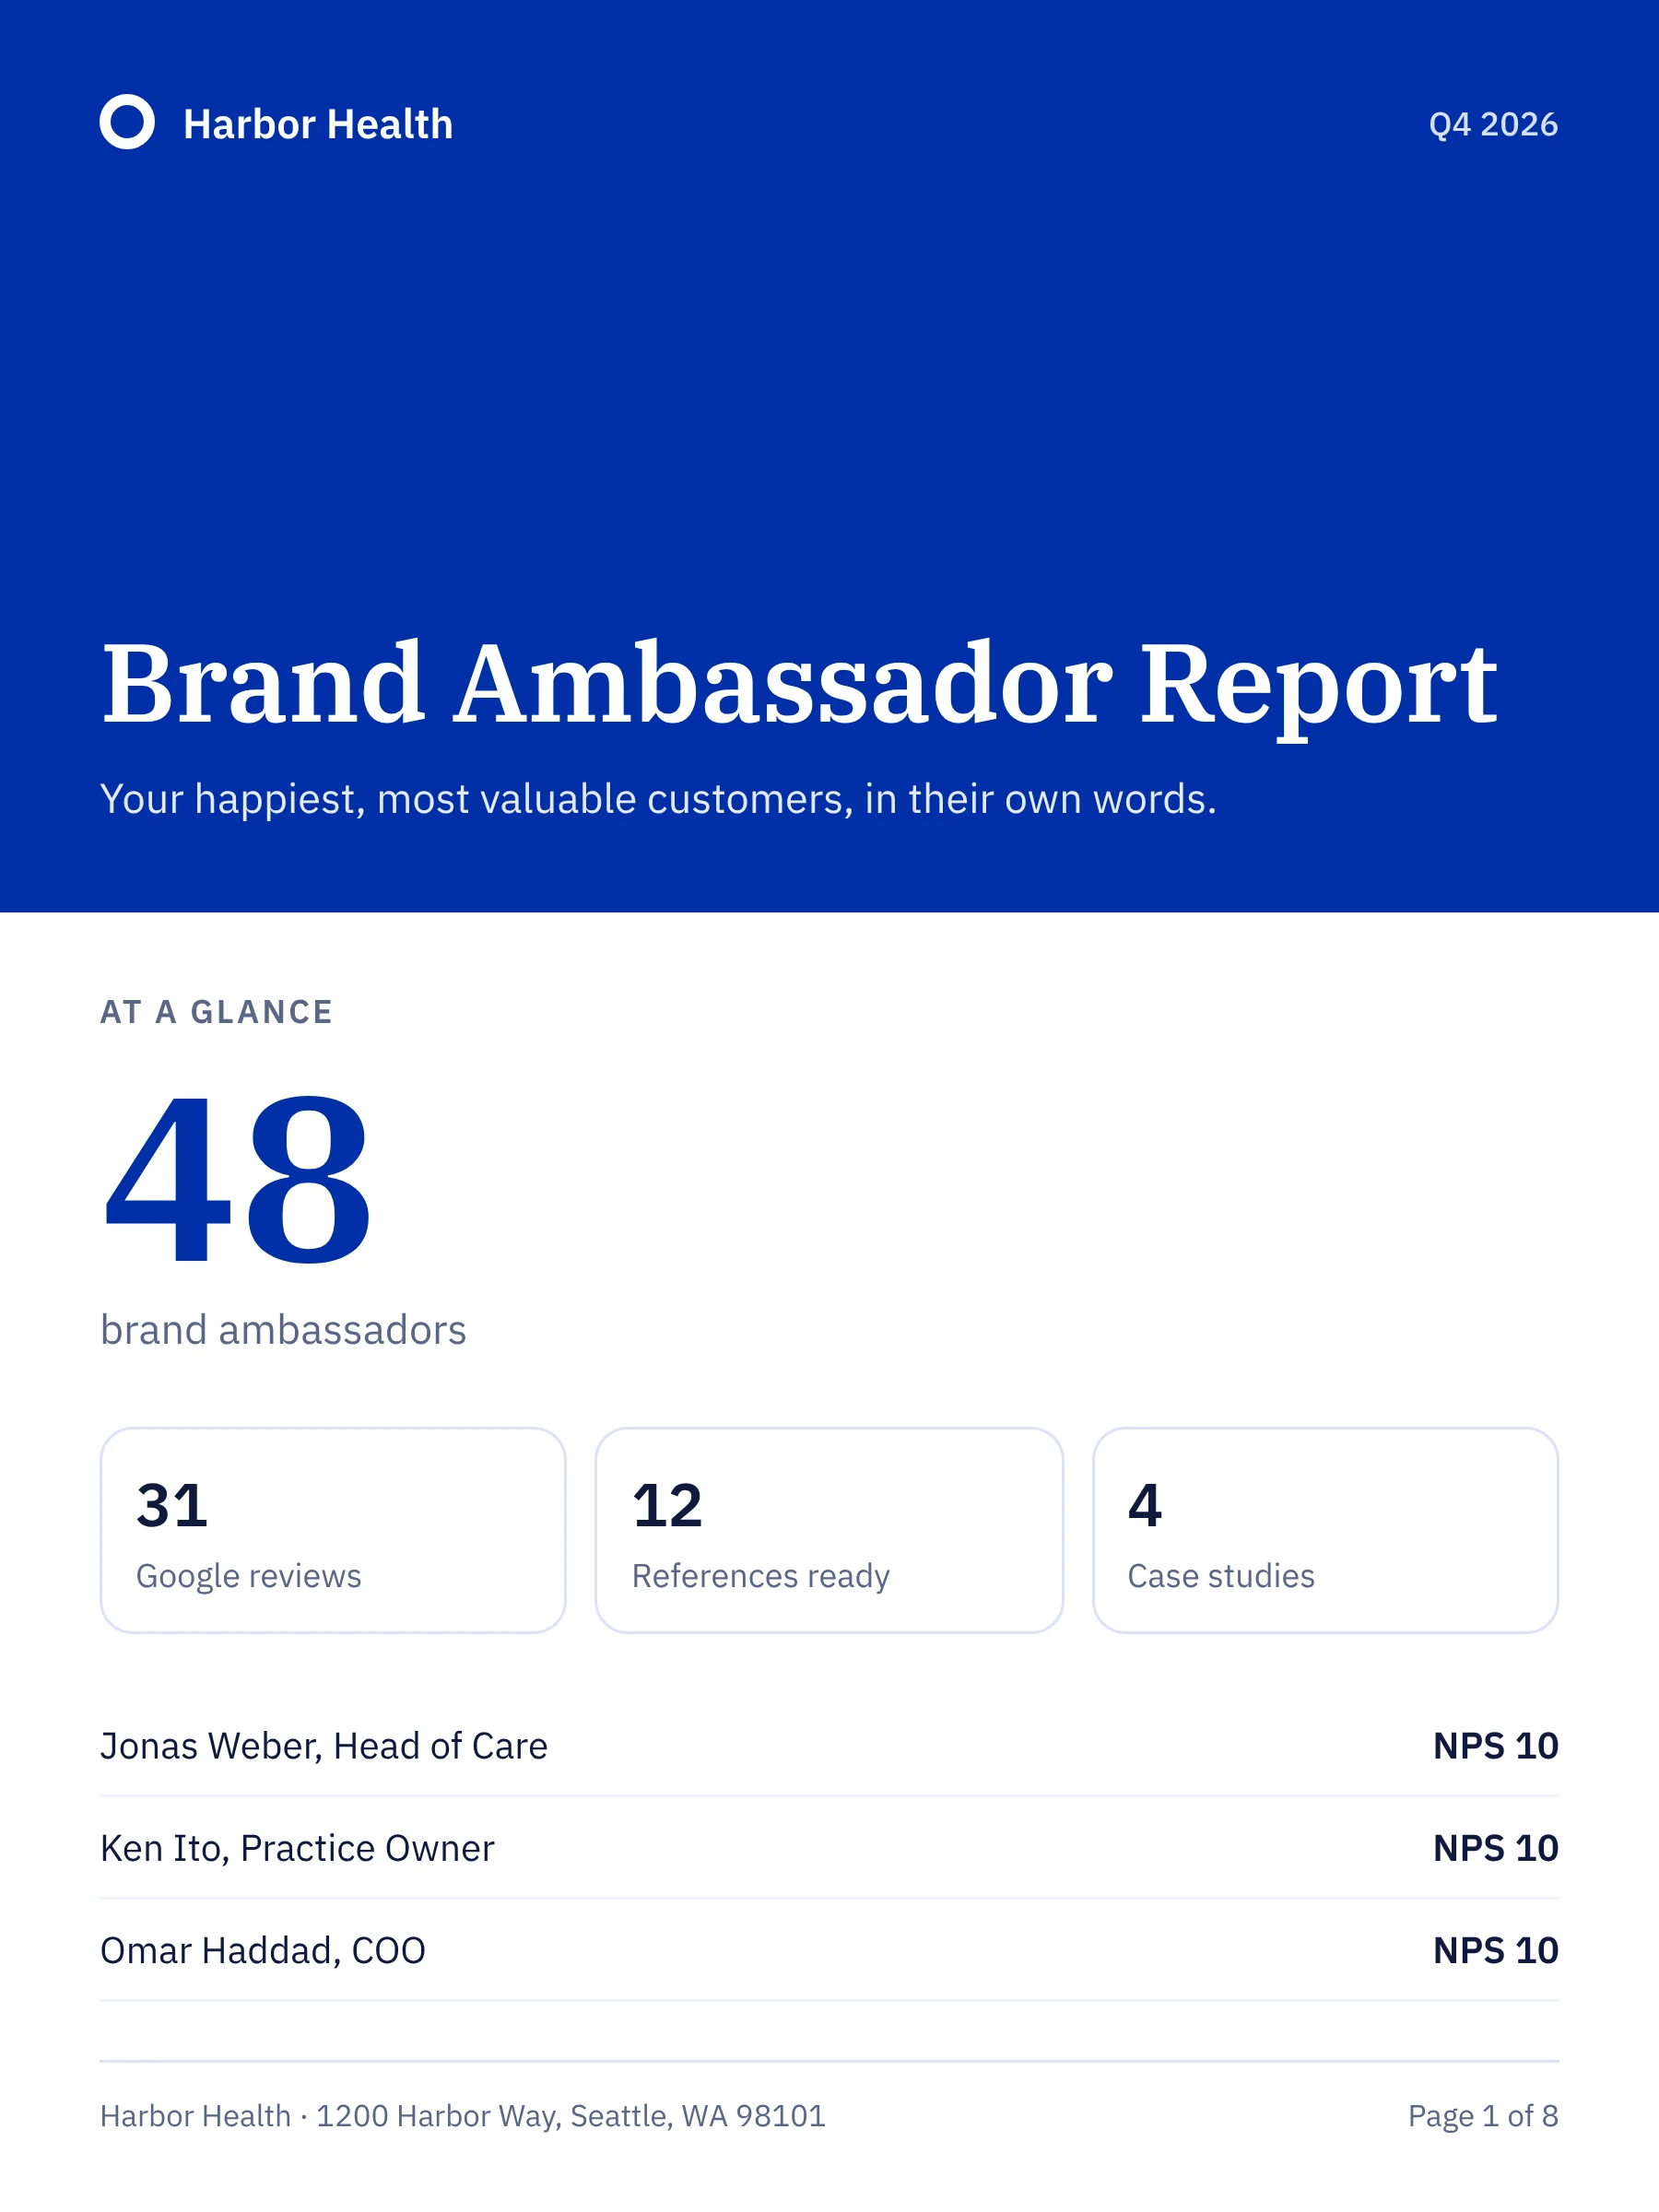 Harbor Health
Q4 2026
Brand Ambassador Report
Your happiest, most valuable customers, in their own words.
AT A GLANCE
48
brand ambassadors
31
Google reviews
12
References ready
4
Case studies
Jonas Weber, Head of Care
NPS 10
Ken Ito, Practice Owner
NPS 10
Omar Haddad, COO
NPS 10
Harbor Health · 1200 Harbor Way, Seattle, WA 98101
Page 1 of 8